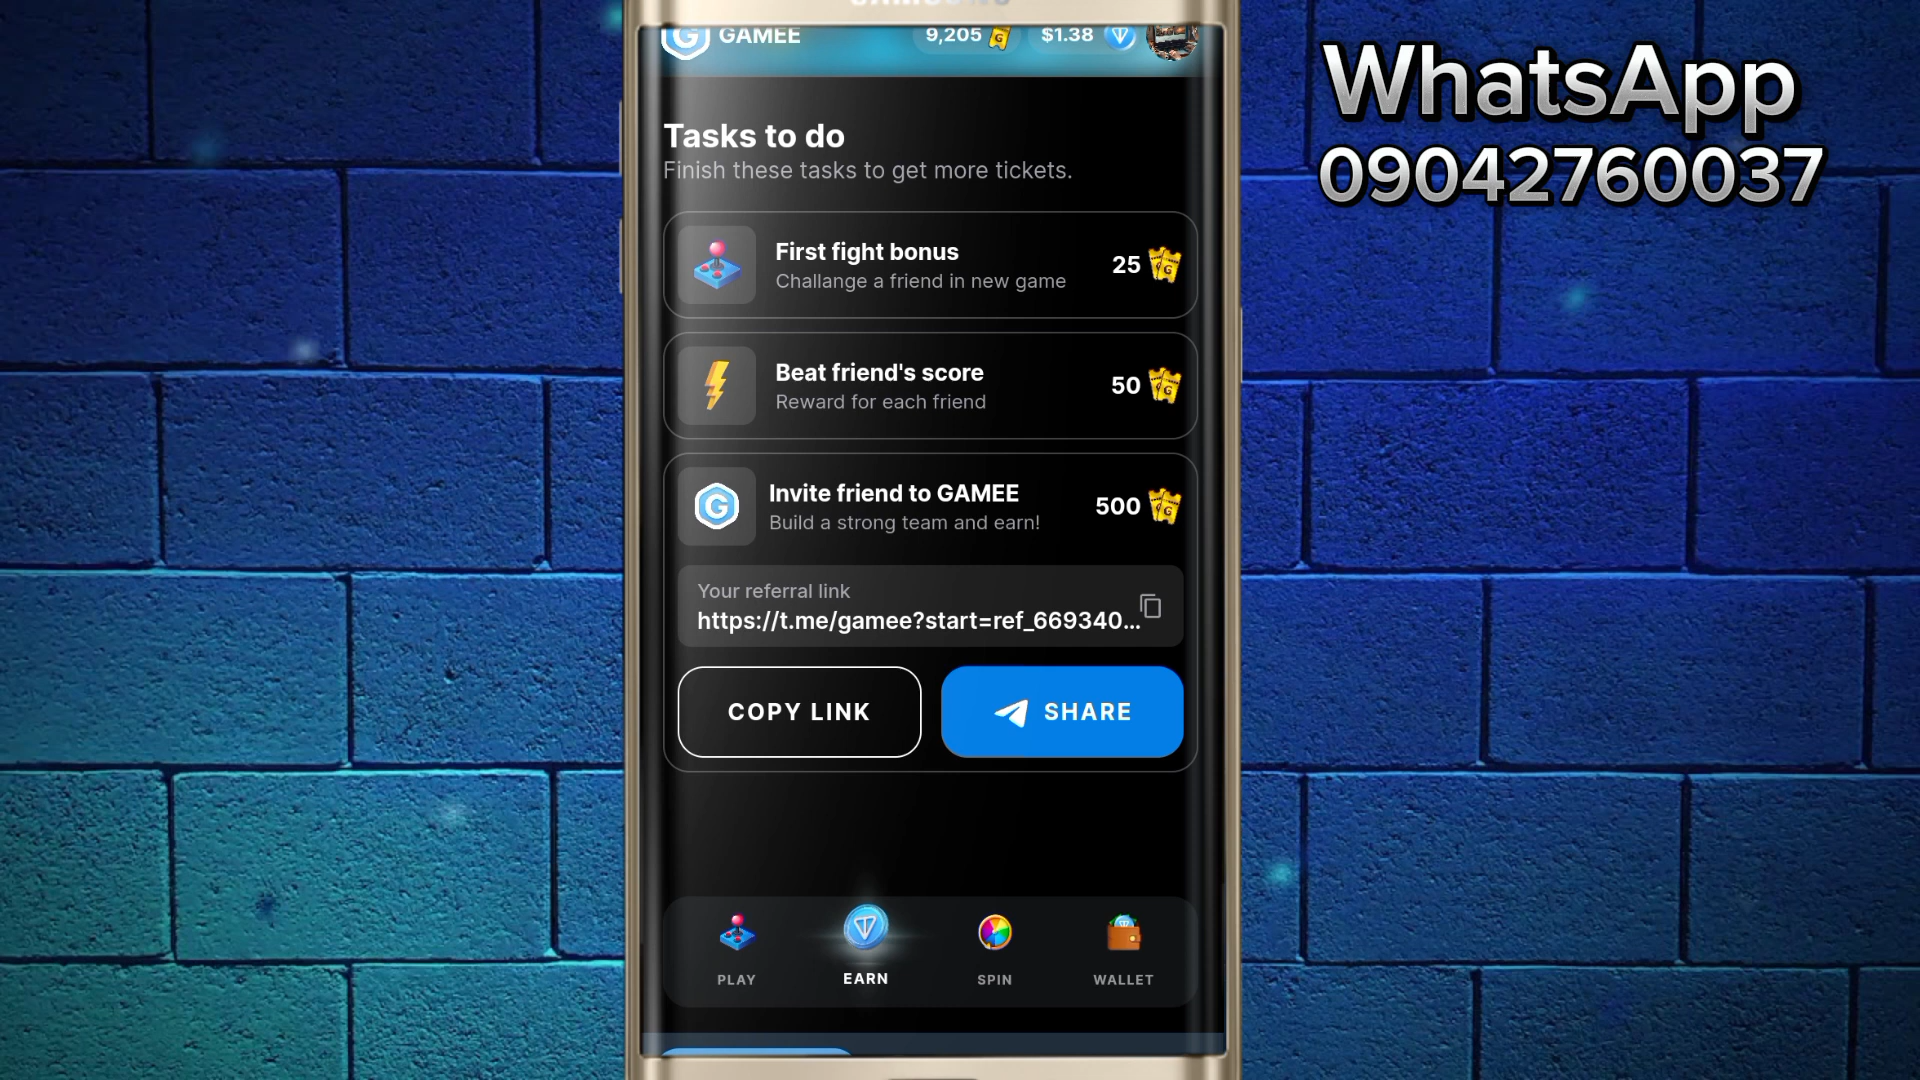 GAMEE
9,205
$1.38
WhatsApp
09042760037
Tasks to do
Finish these tasks to get more tickets.
First fight bonus
Challange a friend in new game
25
Beat friend's score
Reward for each friend
50
Invite friend to GAMEE
Build a strong team and earn!
500
Your referral link
https://t.me/gamee?start=ref_669340...
COPY LINK
SHARE
PLAY
EARN
SPIN
WALLET